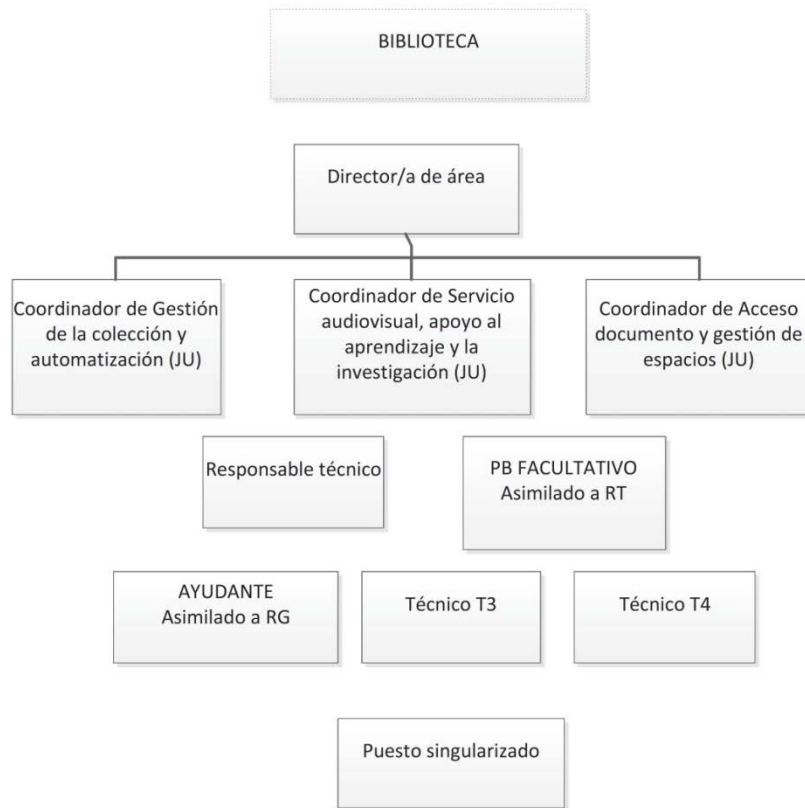 BIBLIOTECA
Director/a de área
Coordinador de Gestión
de la colección y
automatización (JU)
Coordinador de Servicio
audiovisual, apoyo al
aprendizaje y la
investigación (JU)
Coordinador de Acceso
documento y gestión de
espacios (JU)
Responsable técnico
PB FACULTATIVO
Asimilado a RT
AYUDANTE
Asimilado a RG
Técnico T3
Técnico T4
Puesto singularizado